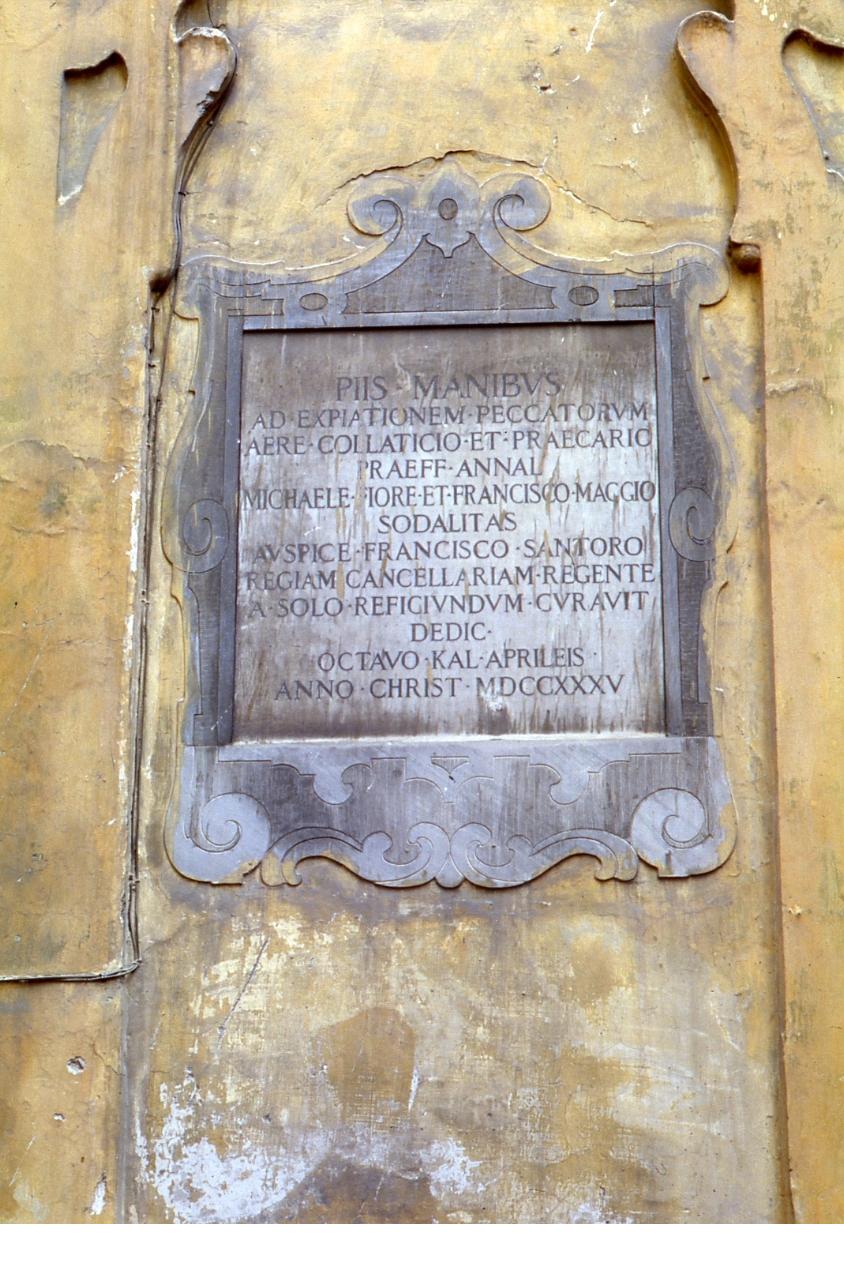 PIIS · MANIBVS
AD · EXPIATIONEM · PECCATORVM
AERE · COLLATICIO · ET · PRAECARIO
PRAEFF · ANNAL
MICHAELE · FIORE · ET · FRANCISCO · MAGGIO
SODALITAS
AVSPICE · FRANCISCO · SANTORO
REGIAM · CANCELLARIAM · REGENTE
A · SOLO · REFICIVNDVM · CVRAVIT
DEDIC ·
OCTAVO · KAL · APRILEIS ·
ANNO · CHRIST · MDCCXXXV